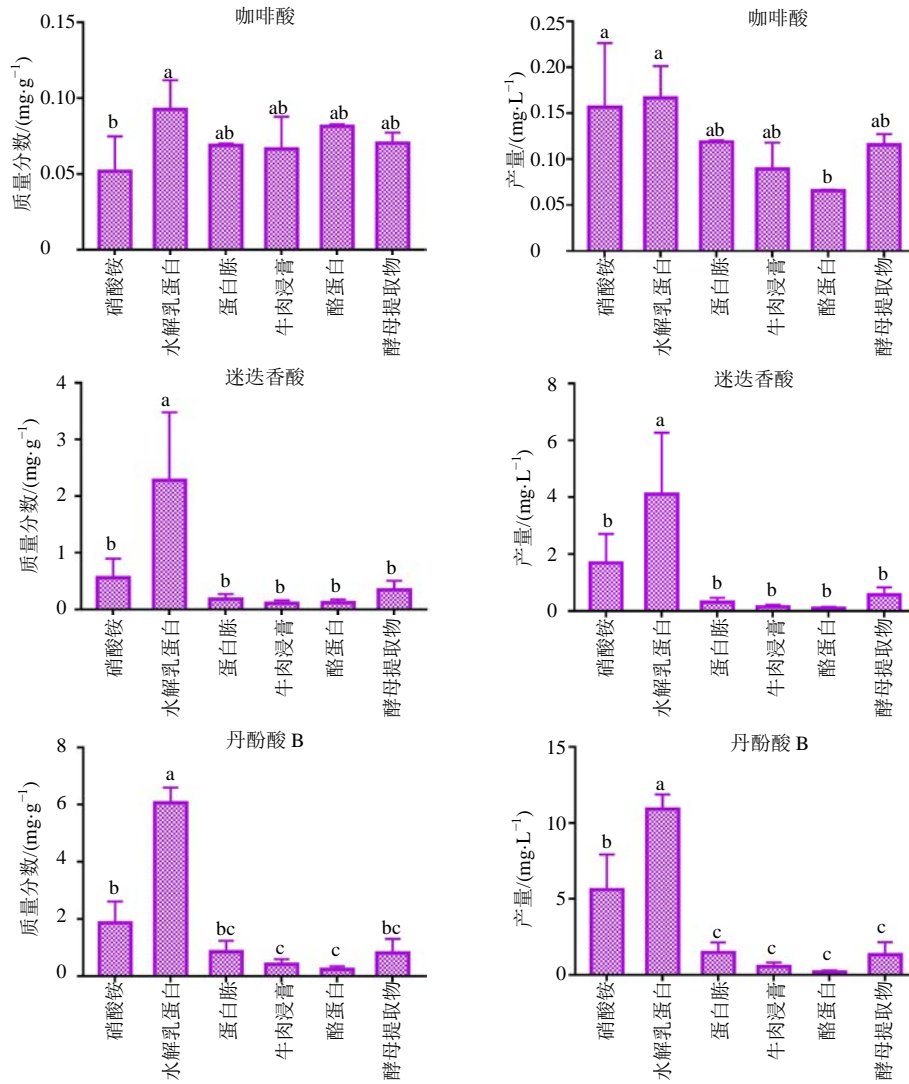 咖啡酸
质量分数/(mg·g⁻¹)
0.15
0.10
0.05
0
b
a
ab
ab
ab
ab
硝酸铵
水解乳蛋白
蛋白胨
牛肉浸膏
酪蛋白
酵母提取物
咖啡酸
产量/(mg·L⁻¹)
0.25
0.20
0.15
0.10
0.05
0
a
a
ab
ab
b
ab
硝酸铵
水解乳蛋白
蛋白胨
牛肉浸膏
酪蛋白
酵母提取物
迷迭香酸
质量分数/(mg·g⁻¹)
4
3
2
1
0
b
a
b
b
b
b
硝酸铵
水解乳蛋白
蛋白胨
牛肉浸膏
酪蛋白
酵母提取物
迷迭香酸
产量/(mg·L⁻¹)
8
6
4
2
0
b
a
b
b
b
b
硝酸铵
水解乳蛋白
蛋白胨
牛肉浸膏
酪蛋白
酵母提取物
丹酚酸 B
质量分数/(mg·g⁻¹)
8
6
4
2
0
b
a
bc
c
c
bc
硝酸铵
水解乳蛋白
蛋白胨
牛肉浸膏
酪蛋白
酵母提取物
丹酚酸 B
产量/(mg·L⁻¹)
15
10
5
0
b
a
c
c
c
c
硝酸铵
水解乳蛋白
蛋白胨
牛肉浸膏
酪蛋白
酵母提取物